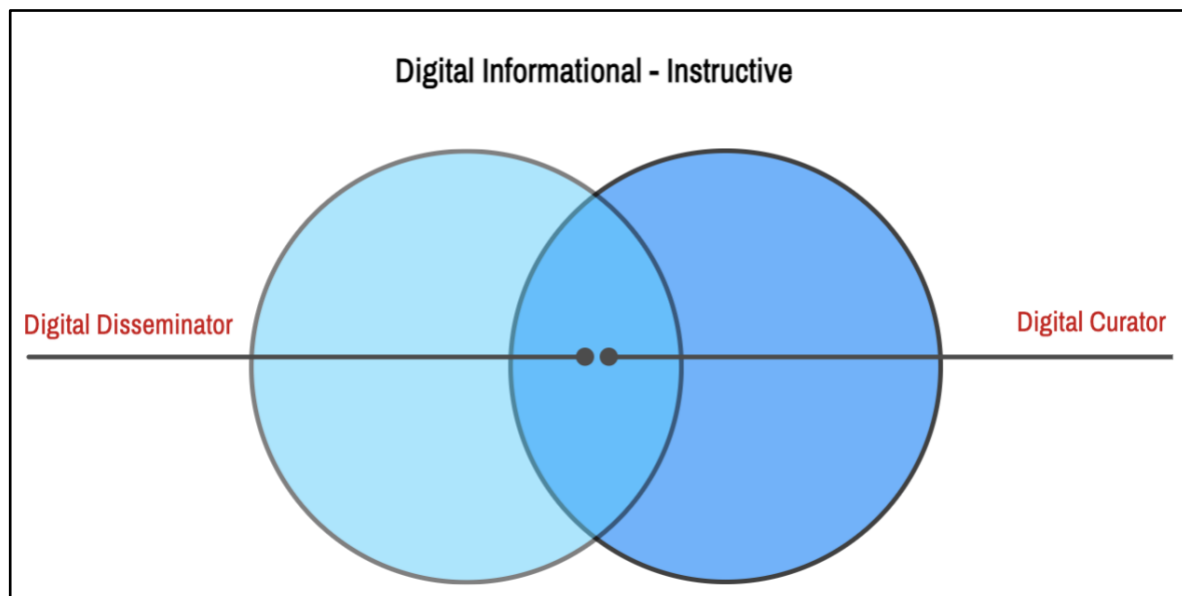 Digital Informational - Instructive
Digital Disseminator
Digital Curator